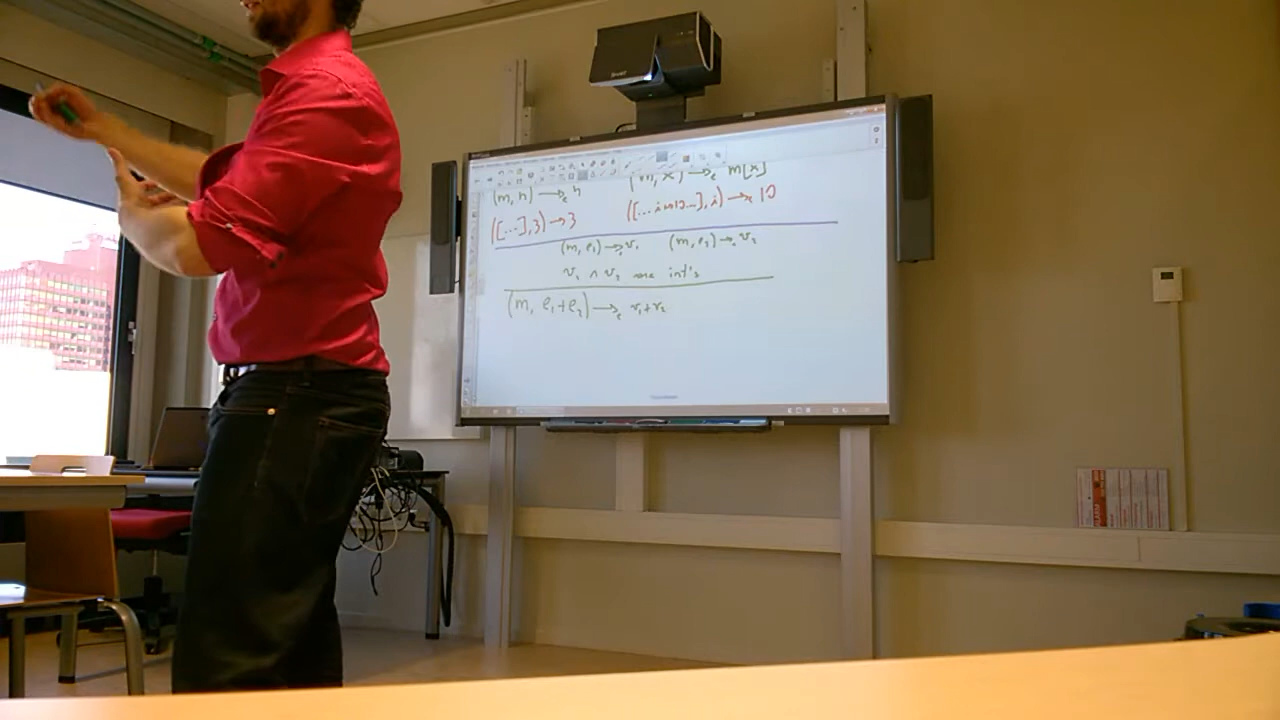 (m, n) →e n (m, x) →e m[x]
([...], 3) → 3 ([... i↦10...], i) →e 10
(m, e₁) →e v₁ (m, e₂) →e v₂
v₁ ∧ v₂ are int's
(m, e₁+e₂) →e v₁+v₂